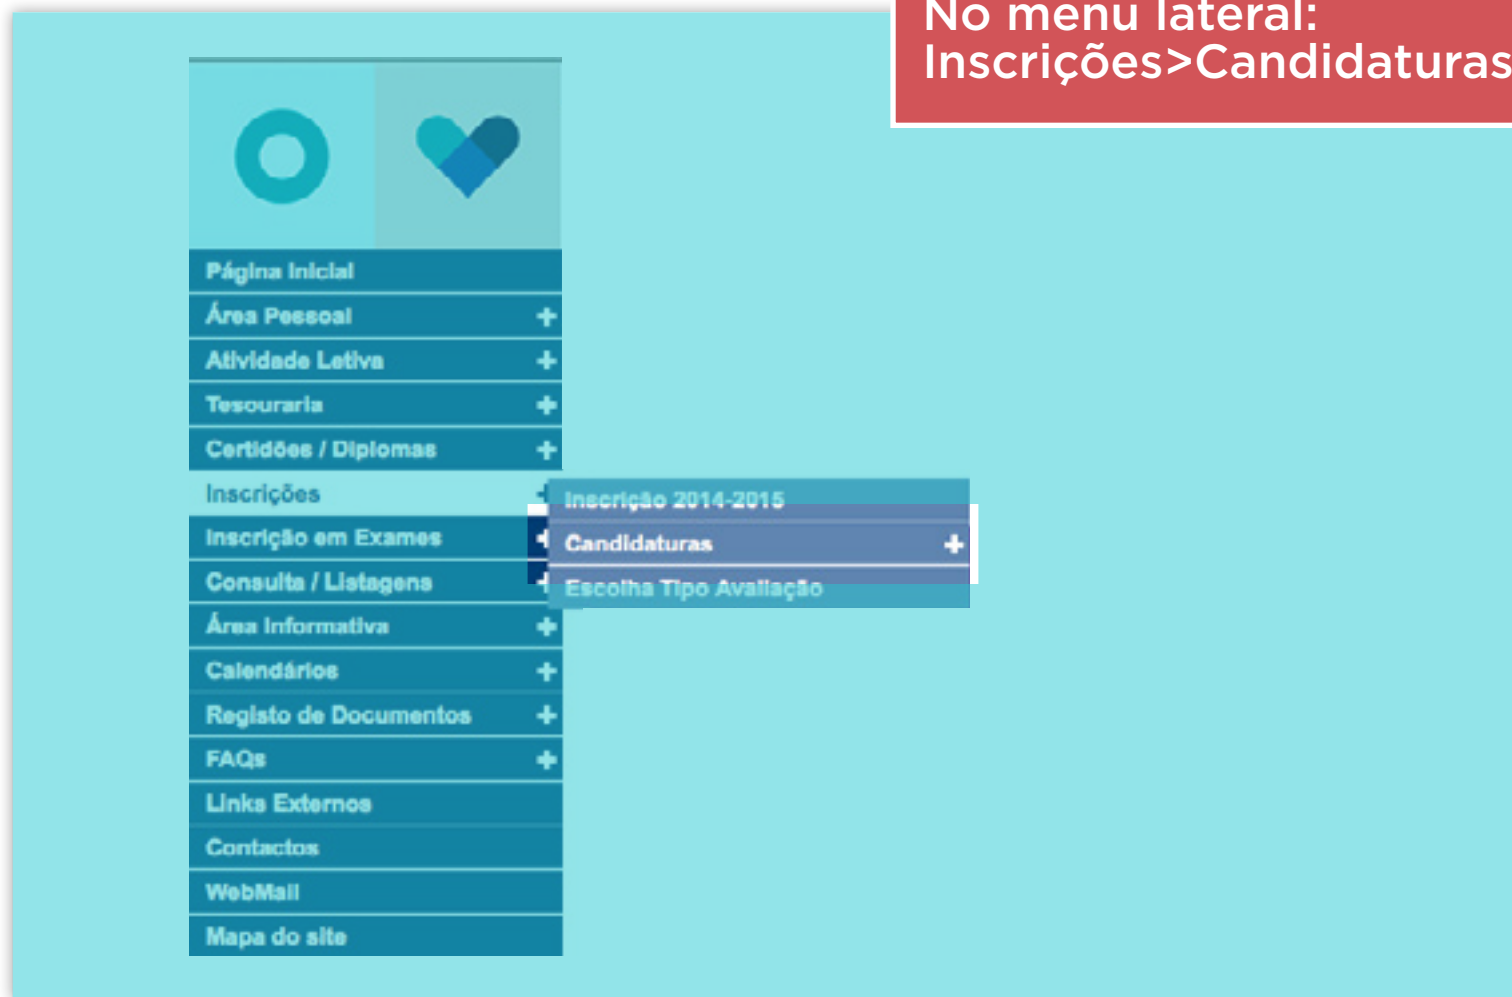 No menu lateral:
Inscrições>Candidaturas
Página Inicial
Área Pessoal
Atividade Letiva
Tesouraria
Certidões / Diplomas
Inscrições
Inscrição 2014-2015
Candidaturas
Escolha Tipo Avaliação
Inscrição em Exames
Consulta / Listagens
Área Informativa
Calendários
Registo de Documentos
FAQs
Links Externos
Contactos
WebMail
Mapa do site